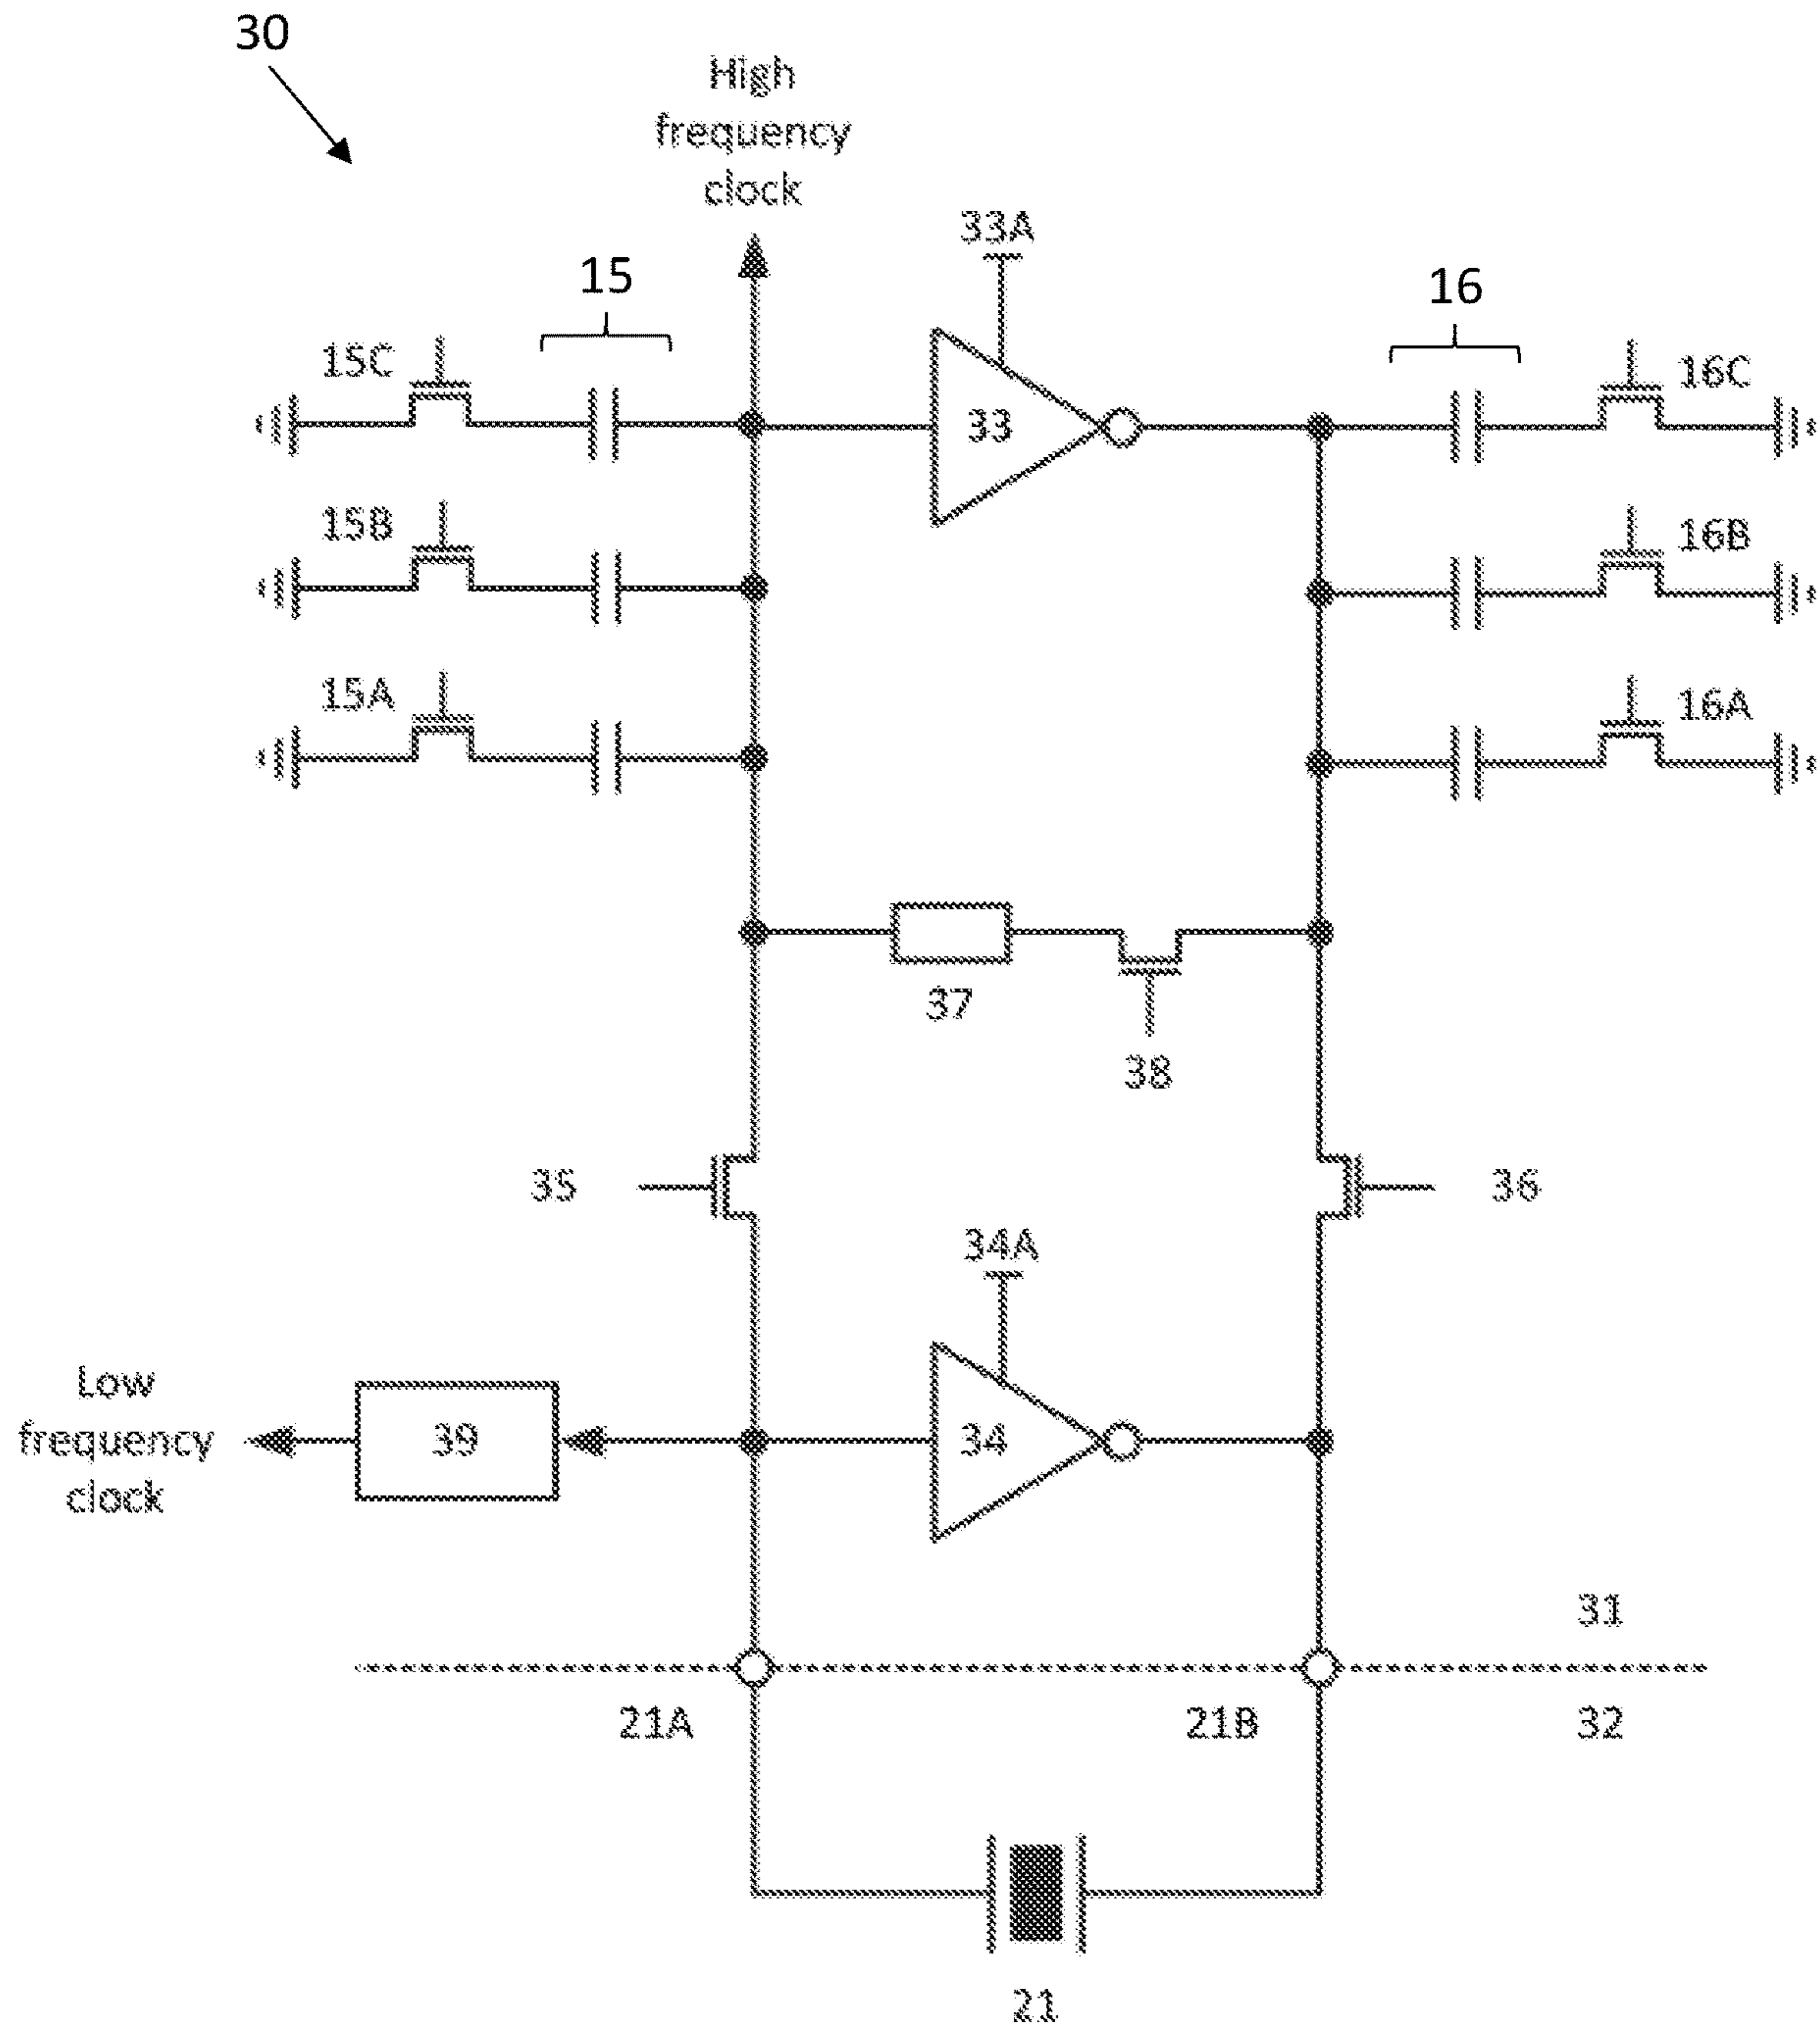 30
High
frequency
clock
33A
15
16
15C
33
16C
15B
16B
15A
16A
37
38
35
36
34A
Low
frequency
clock
39
34
31
21A
21B
32
21